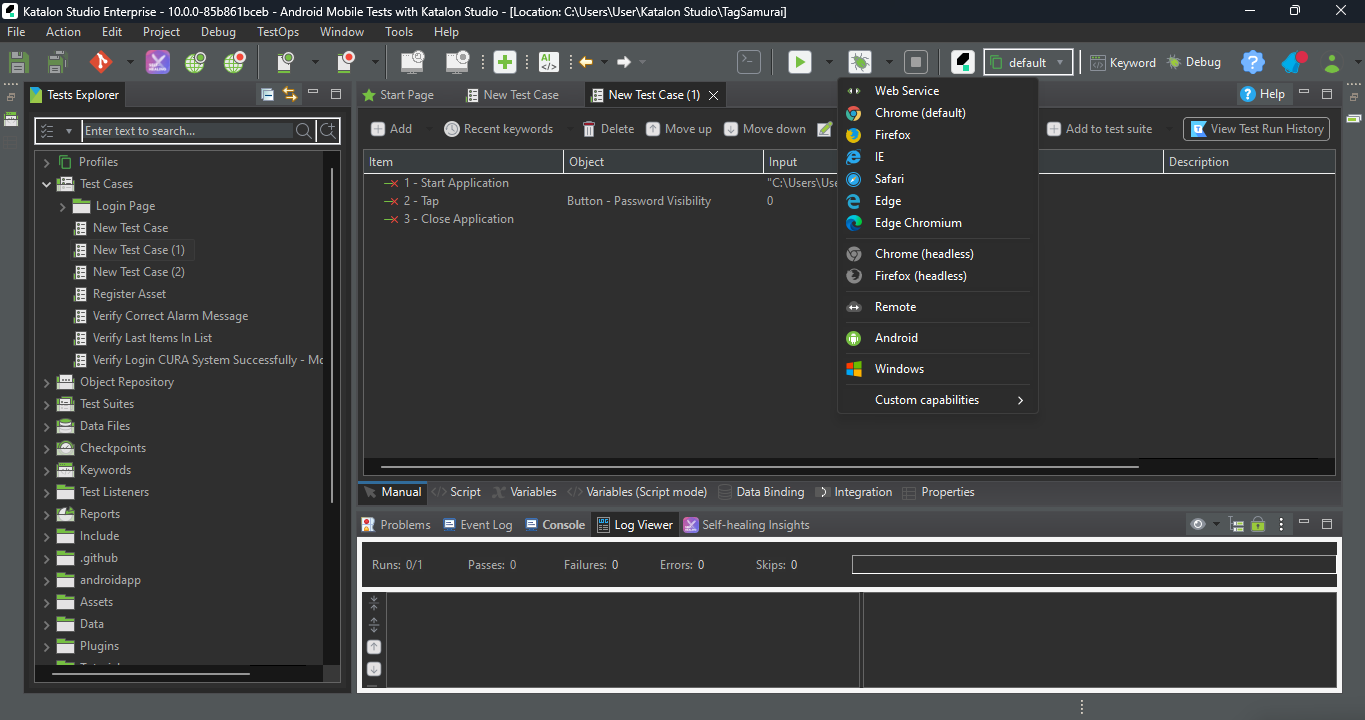 Katalon Studio Enterprise - 10.0.0-85b861bceb - Android Mobile Tests with Katalon Studio - [Location: C:\Users\User\Katalon Studio\TagSamurai]
File Action Edit Project Debug TestOps Window Tools Help
default Keyword Debug
Tests Explorer
Start Page New Test Case New Test Case (1) Help
Enter text to search...
Add Recent keywords Delete Move up Move down Add to test suite View Test Run History
Item Object Input Description
1 - Start Application "C:\Users\Use
2 - Tap Button - Password Visibility 0
3 - Close Application
Profiles
Test Cases
Login Page
New Test Case
New Test Case (1)
New Test Case (2)
Register Asset
Verify Correct Alarm Message
Verify Last Items In List
Verify Login CURA System Successfully - Mo
Object Repository
Test Suites
Data Files
Checkpoints
Keywords
Test Listeners
Reports
Include
.github
androidapp
Assets
Data
Plugins
Web Service
Chrome (default)
Firefox
IE
Safari
Edge
Edge Chromium
Chrome (headless)
Firefox (headless)
Remote
Android
Windows
Custom capabilities
Manual Script Variables Variables (Script mode) Data Binding Integration Properties
Problems Event Log Console Log Viewer Self-healing Insights
Runs: 0/1 Passes: 0 Failures: 0 Errors: 0 Skips: 0